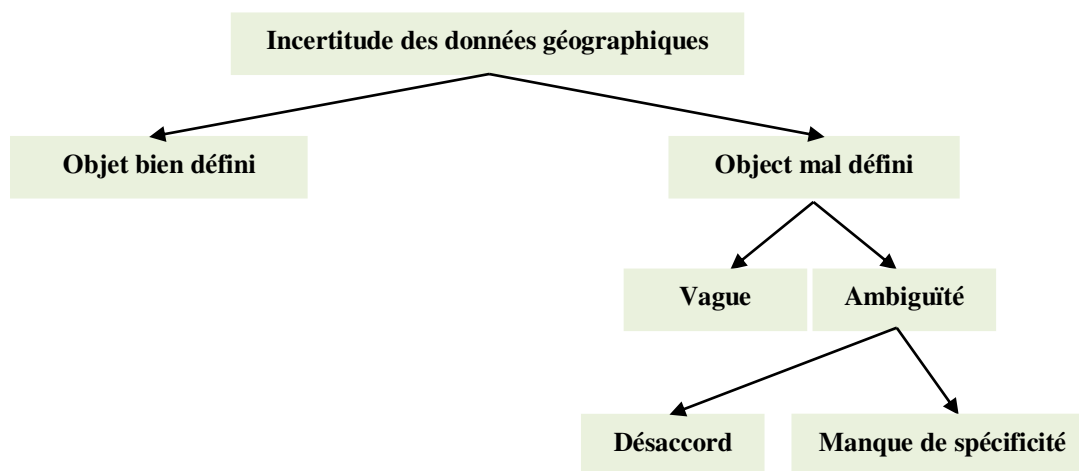 Incertitude des données géographiques
Objet bien défini
Object mal défini
Vague
Ambiguïté
Désaccord
Manque de spécificité